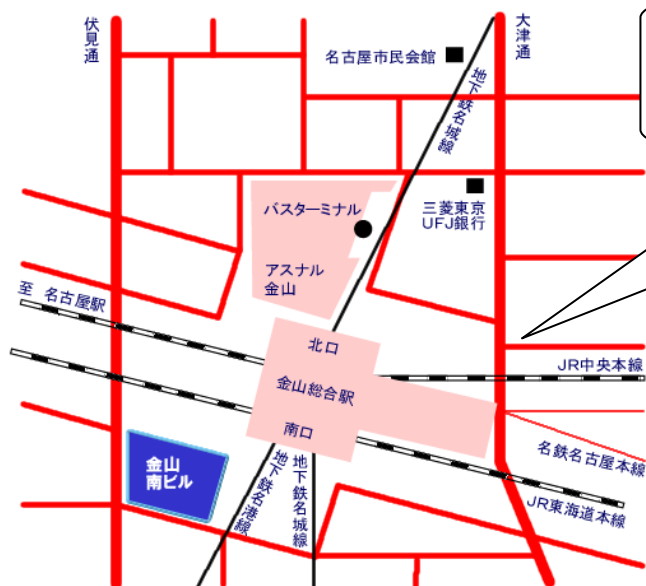 伏見通
大津通
名古屋市民会館
地下鉄名城線
バスターミナル
三菱東京
UFJ銀行
アスナル
金山
至 名古屋駅
北口
JR中央本線
金山総合駅
南口
名鉄名古屋本線
金山
南ビル
地下鉄名港線
地下鉄名城線
JR東海道本線